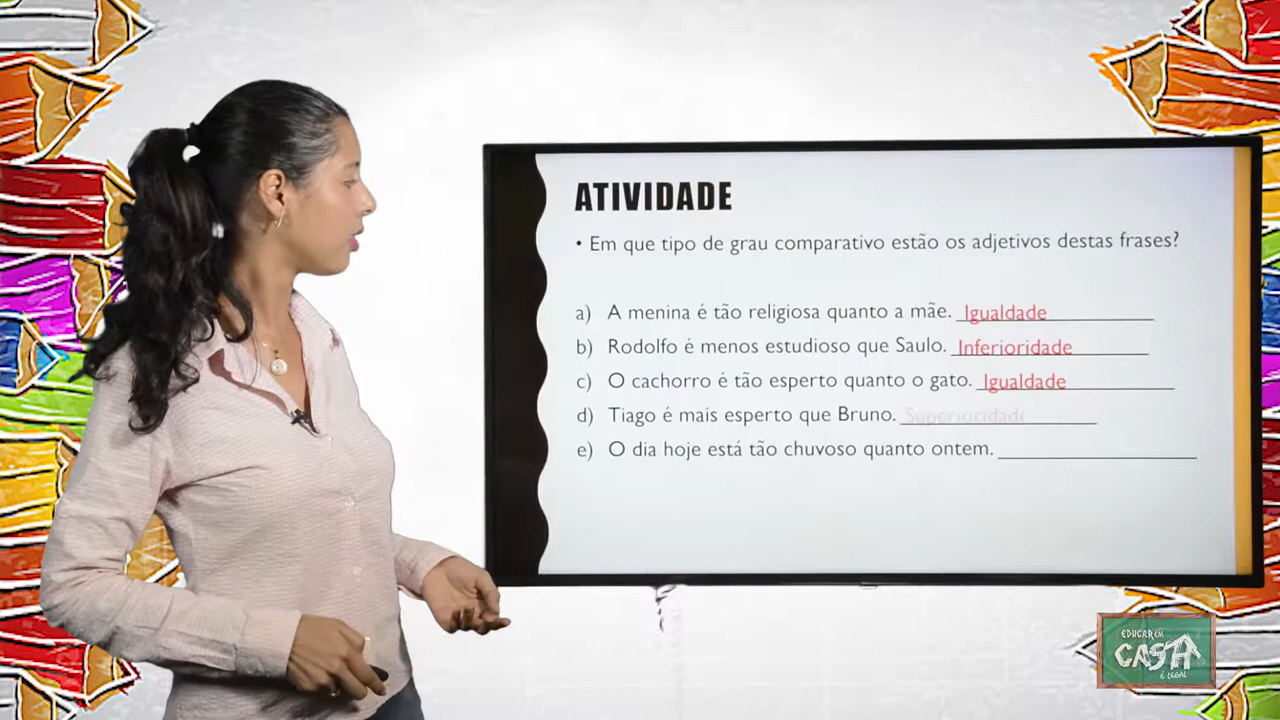 ATIVIDADE
• Em que tipo de grau comparativo estão os adjetivos destas frases?
a) A menina é tão religiosa quanto a mãe. Igualdade
b) Rodolfo é menos estudioso que Saulo. Inferioridade
c) O cachorro é tão esperto quanto o gato. Igualdade
d) Tiago é mais esperto que Bruno. Superioridade
e) O dia hoje está tão chuvoso quanto ontem.
EDUCAR EM
CASA
É LEGAL